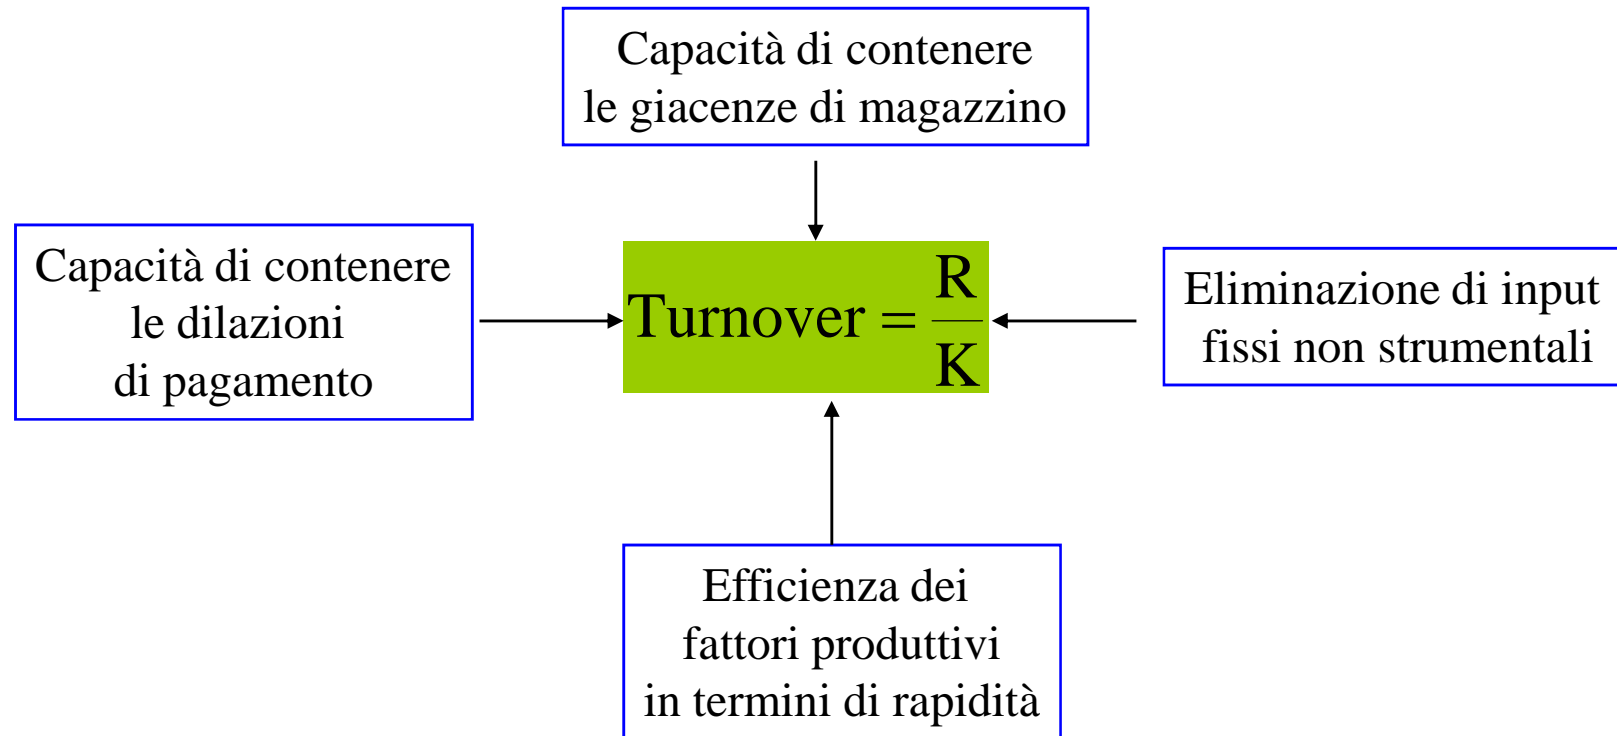 Capacità di contenere
le giacenze di magazzino
Capacità di contenere
le dilazioni
di pagamento
Turnover = R/K
Eliminazione di input
fissi non strumentali
Efficienza dei
fattori produttivi
in termini di rapidità